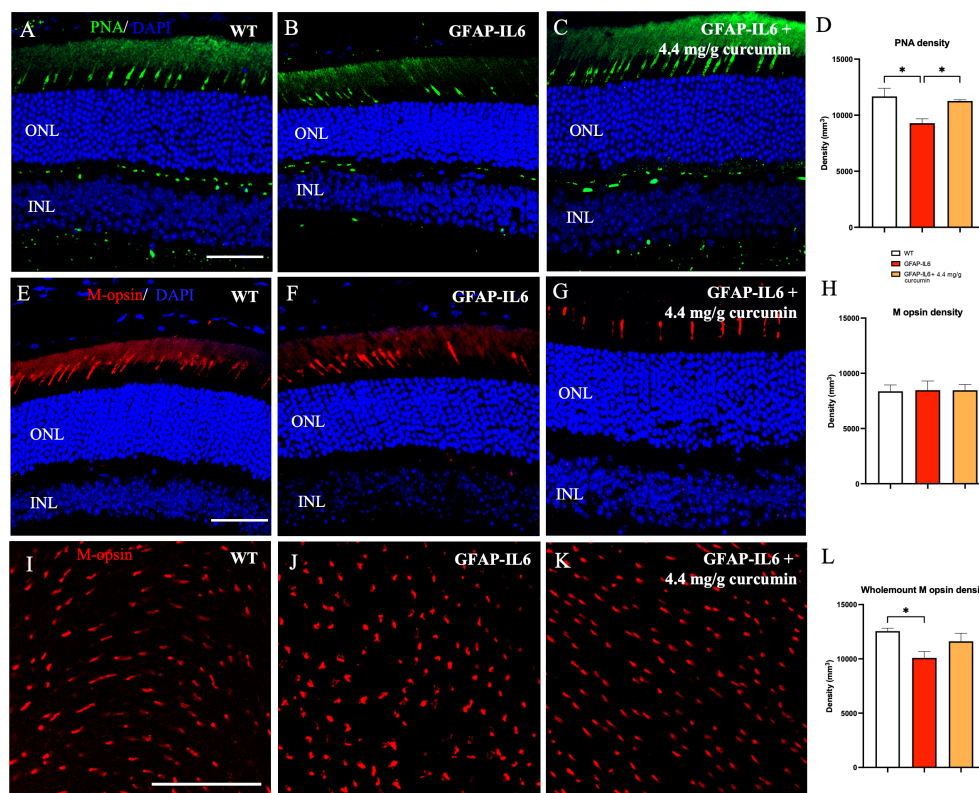 A
PNA/ DAPI
WT
ONL
INL
B
GFAP-IL6
ONL
INL
C
GFAP-IL6 +
4.4 mg/g curcumin
ONL
INL
D
PNA density
Density (mm³)
15000
10000
5000
0
*
*
WT
GFAP-IL6
GFAP-IL6+ 4.4 mg/g
curcumin
E
M-opsin/ DAPI
WT
ONL
INL
F
GFAP-IL6
ONL
INL
G
GFAP-IL6 +
4.4 mg/g curcumin
ONL
INL
H
M opsin density
Density (mm³)
15000
10000
5000
0
I
M-opsin
WT
J
GFAP-IL6
K
GFAP-IL6 +
4.4 mg/g curcumin
L
Wholemount M opsin densi
Density (mm³)
15000
10000
5000
0
*